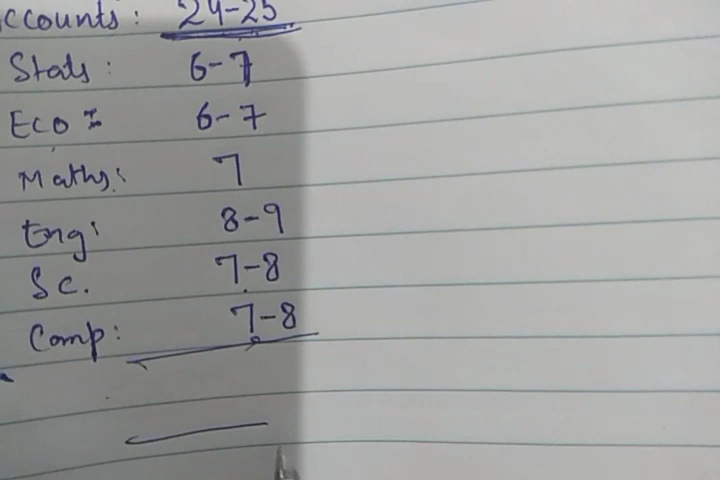 ccounts: 24-25
Stats: 6-7
Eco: 6-7
Maths: 7
Eng: 8-9
Sc. 7-8
Comp: 7-8